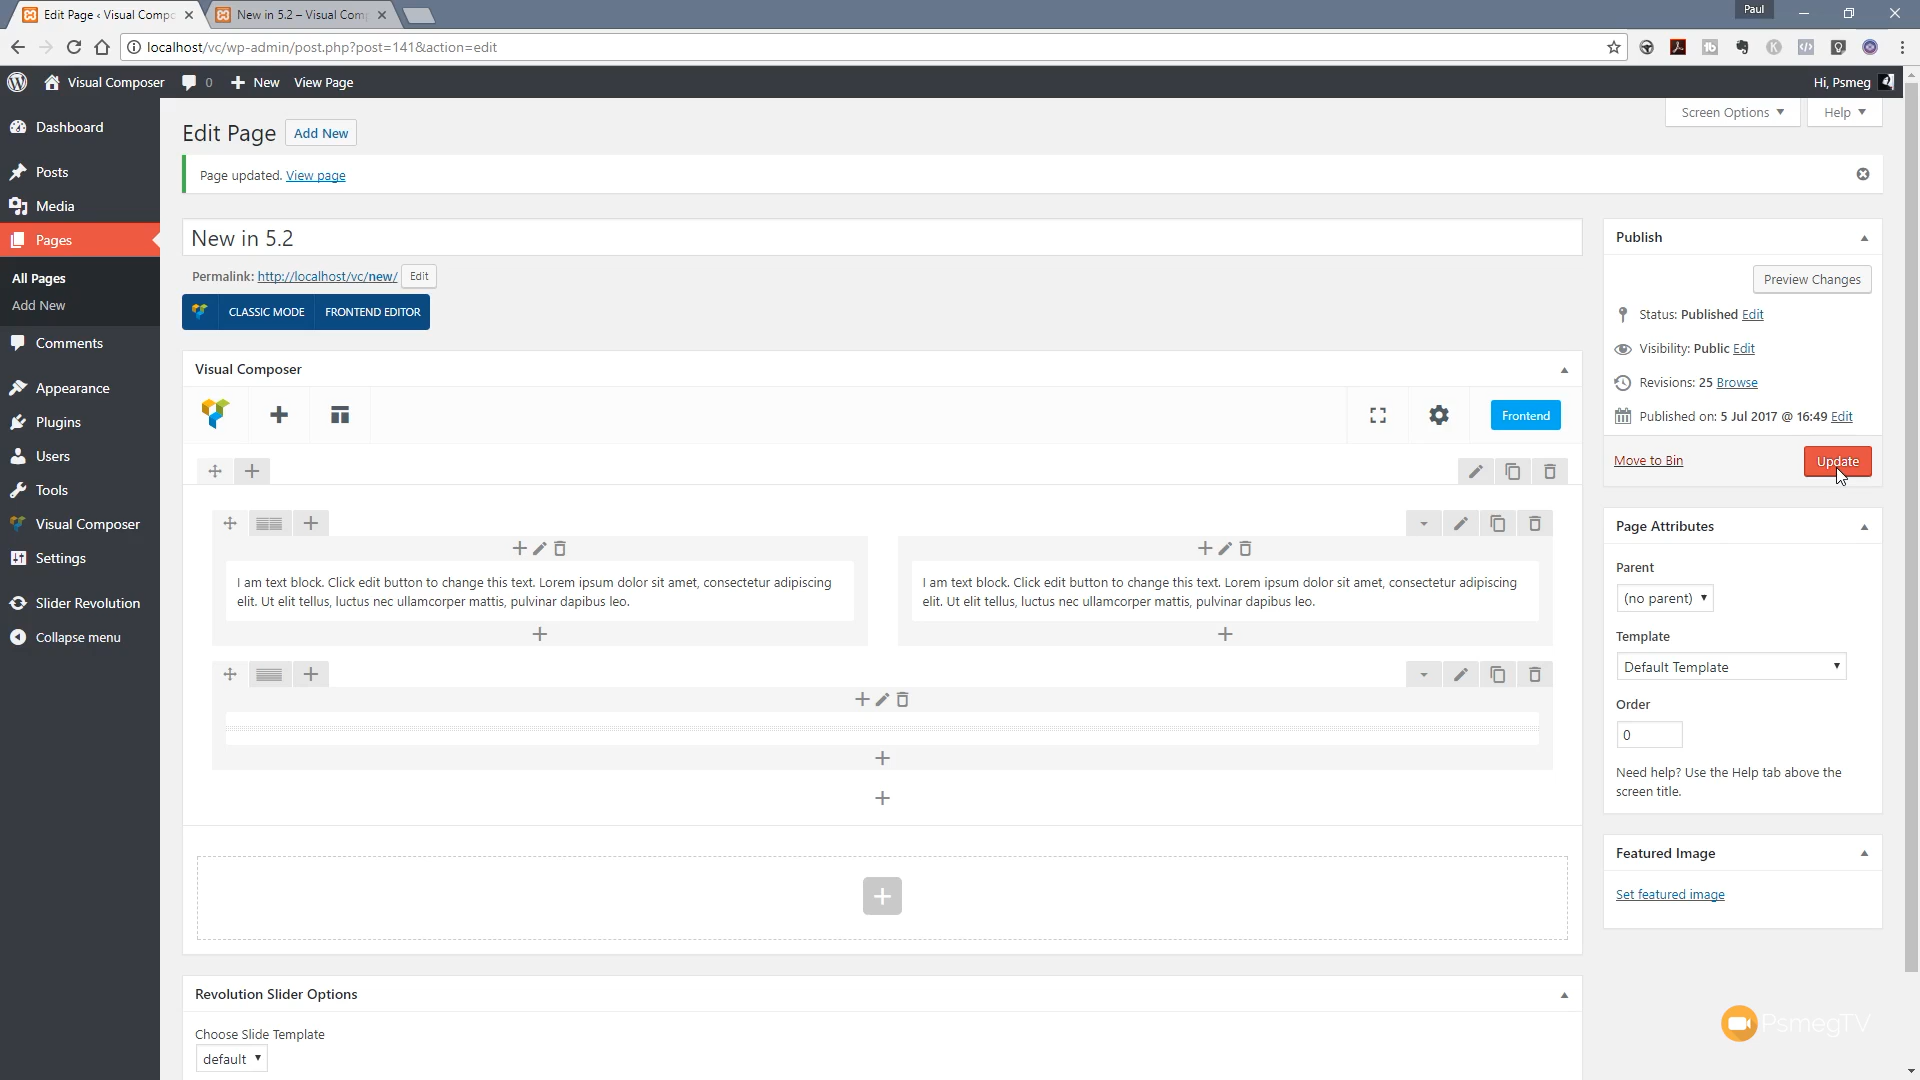 Edit Page ‹ Visual Compo
New in 5.2 – Visual Comp
Paul
localhost/vc/wp-admin/post.php?post=141&action=edit
Visual Composer
0
New
View Page
Hi, Psmeg
Screen Options
Help
Dashboard
Posts
Media
Pages
All Pages
Add New
Comments
Appearance
Plugins
Users
Tools
Visual Composer
Settings
Slider Revolution
Collapse menu
Edit Page
Add New
Page updated. View page
New in 5.2
Permalink: http://localhost/vc/new/
Edit
CLASSIC MODE
FRONTEND EDITOR
Visual Composer
Frontend
I am text block. Click edit button to change this text. Lorem ipsum dolor sit amet, consectetur adipiscing
elit. Ut elit tellus, luctus nec ullamcorper mattis, pulvinar dapibus leo.
I am text block. Click edit button to change this text. Lorem ipsum dolor sit amet, consectetur adipiscing
elit. Ut elit tellus, luctus nec ullamcorper mattis, pulvinar dapibus leo.
Revolution Slider Options
Choose Slide Template
default
Publish
Preview Changes
Status: Published Edit
Visibility: Public Edit
Revisions: 25 Browse
Published on: 5 Jul 2017 @ 16:49 Edit
Move to Bin
Update
Page Attributes
Parent
(no parent)
Template
Default Template
Order
0
Need help? Use the Help tab above the
screen title.
Featured Image
Set featured image
PsmegTV